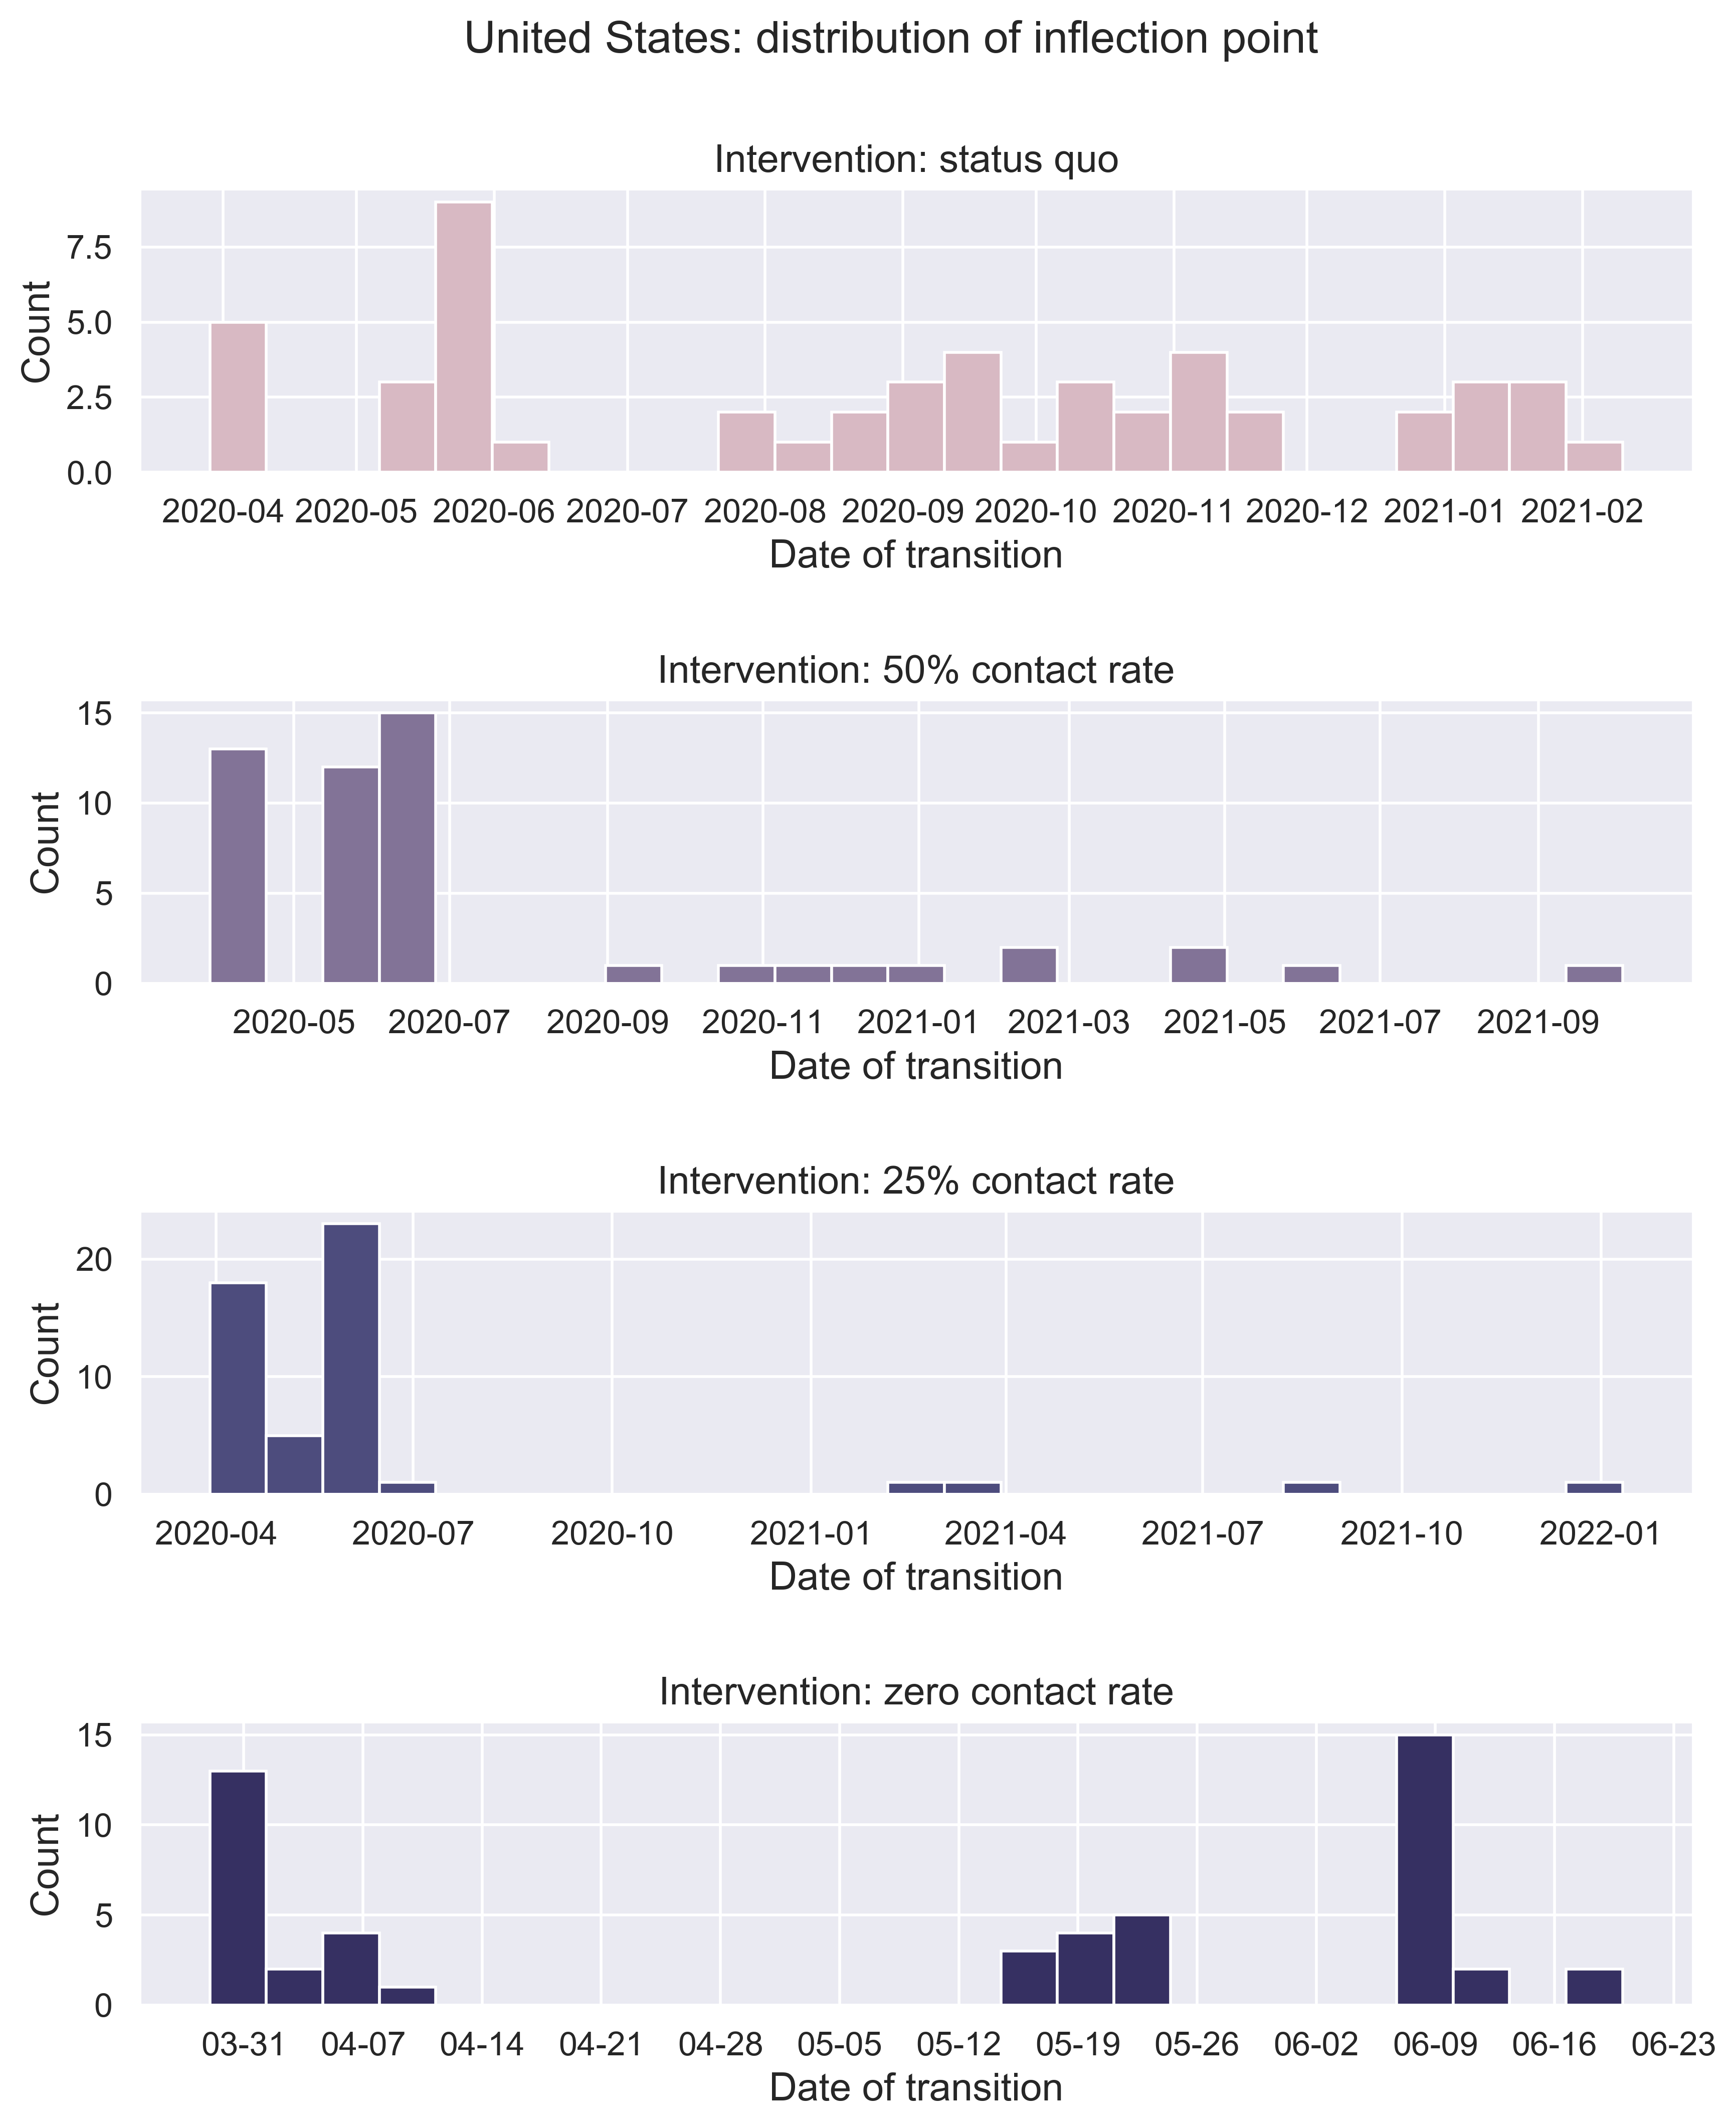 United States: distribution of inflection point
Intervention: status quo
Count
7.5
5.0
2.5
0.0
2020-04 2020-05 2020-06 2020-07 2020-08 2020-09 2020-10 2020-11 2020-12 2021-01 2021-02
Date of transition
Intervention: 50% contact rate
Count
15
10
5
0
2020-05 2020-07 2020-09 2020-11 2021-01 2021-03 2021-05 2021-07 2021-09
Date of transition
Intervention: 25% contact rate
Count
20
10
0
2020-04 2020-07 2020-10 2021-01 2021-04 2021-07 2021-10 2022-01
Date of transition
Intervention: zero contact rate
Count
15
10
5
0
03-31 04-07 04-14 04-21 04-28 05-05 05-12 05-19 05-26 06-02 06-09 06-16 06-23
Date of transition